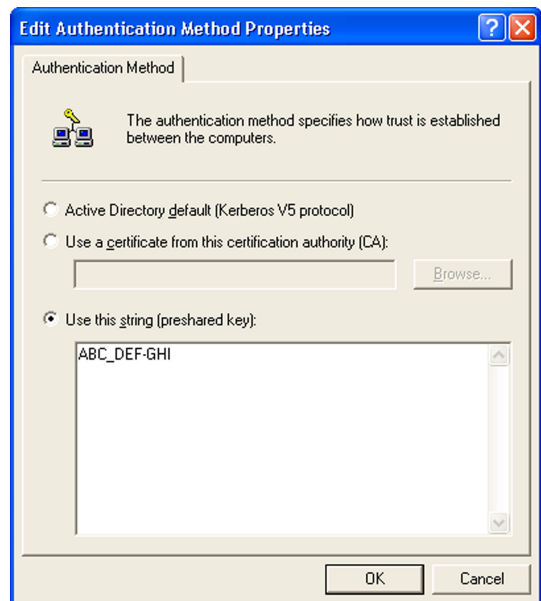 Edit Authentication Method Properties
Authentication Method
The authentication method specifies how trust is established
between the computers.
Active Directory default (Kerberos V5 protocol)
Use a certificate from this certification authority (CA):
Browse...
Use this string (preshared key):
ABC_DEF-GHI
OK Cancel